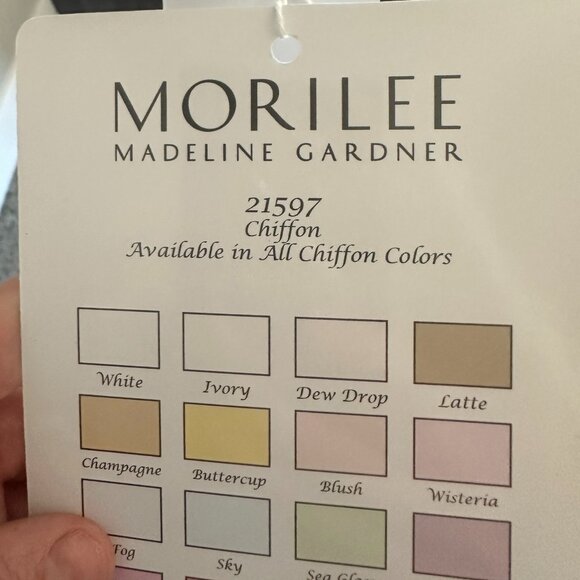 MORILEE
MADELINE GARDNER
21597
Chiffon
Available in All Chiffon Colors
White Ivory Dew Drop Latte
Champagne Buttercup Blush Wisteria
Fog Sky Sea